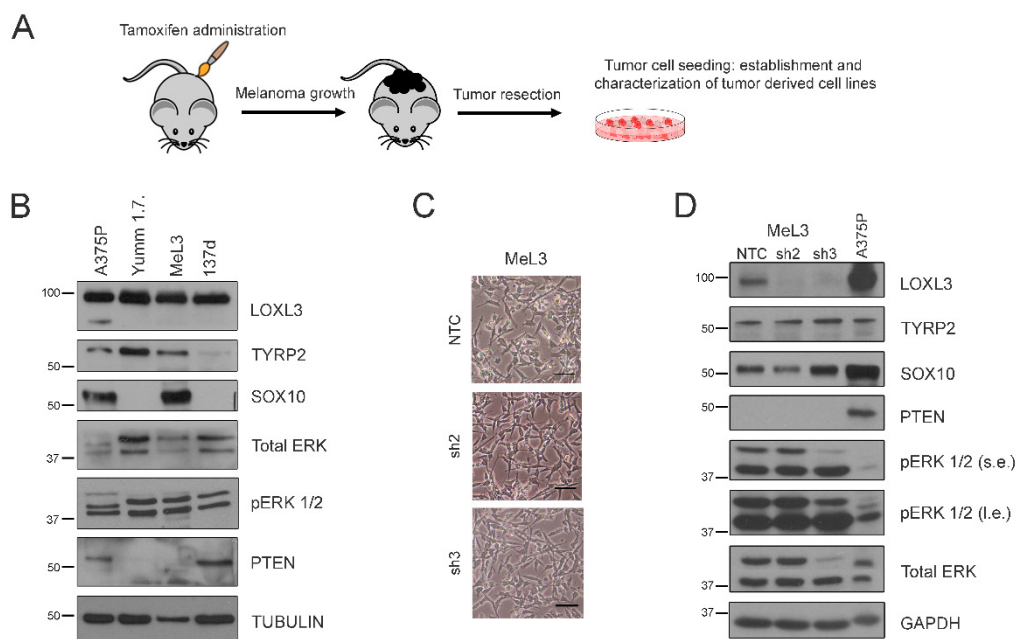 A
Tamoxifen administration
Melanoma growth
Tumor resection
Tumor cell seeding: establishment and
characterization of tumor derived cell lines
B
A375P
Yumm 1.7.
MeL3
137d
100
LOXL3
50
TYRP2
50
SOX10
37
Total ERK
37
pERK 1/2
50
PTEN
50
TUBULIN
C
MeL3
NTC
sh2
sh3
D
MeL3
NTC sh2 sh3 A375P
100
LOXL3
50
TYRP2
50
SOX10
50
PTEN
37
pERK 1/2 (s.e.)
37
pERK 1/2 (l.e.)
37
Total ERK
37
GAPDH